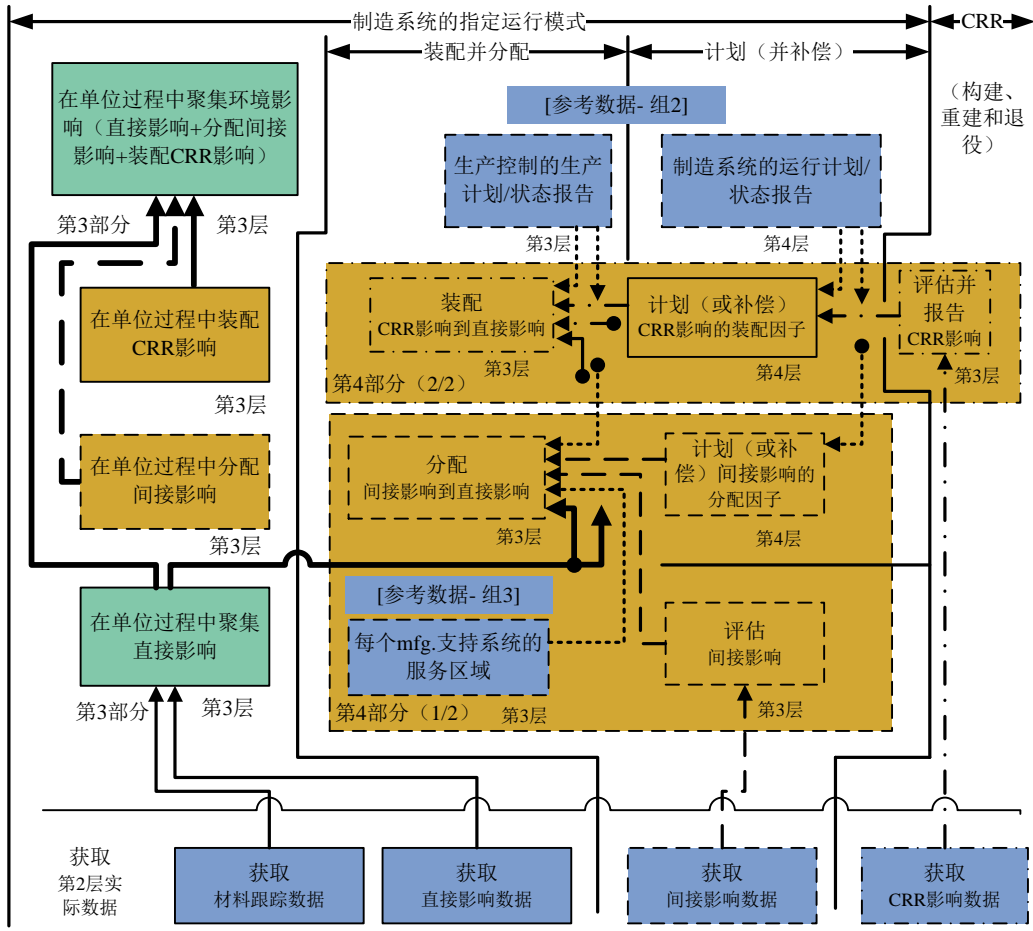 制造系统的指定运行模式
CRR
装配并分配
计划（并补偿）
（构建、
重建和退
役）
在单位过程中聚集环境影
响（直接影响+分配间接
影响+装配CRR影响）
[参考数据- 组2]
生产控制的生产
计划/状态报告
制造系统的运行计划/
状态报告
第3部分
第3层
第3层
第4层
在单位过程中装配
CRR影响
第3层
装配
CRR影响到直接影响
第3层
计划（或补偿）
CRR影响的装配因子
第4层
评估并
报告
CRR影响
第3层
第4部分（2/2）
在单位过程中分配
间接影响
第3层
分配
间接影响到直接影响
第3层
计划（或补
偿）间接影响的
分配因子
第4层
[参考数据- 组3]
在单位过程中聚集
直接影响
每个mfg.支持系统的
服务区域
评估
间接影响
第3部分
第3层
第4部分（1/2）
第3层
第3层
获取
第2层实
际数据
获取
材料跟踪数据
获取
直接影响数据
获取
间接影响数据
获取
CRR影响数据